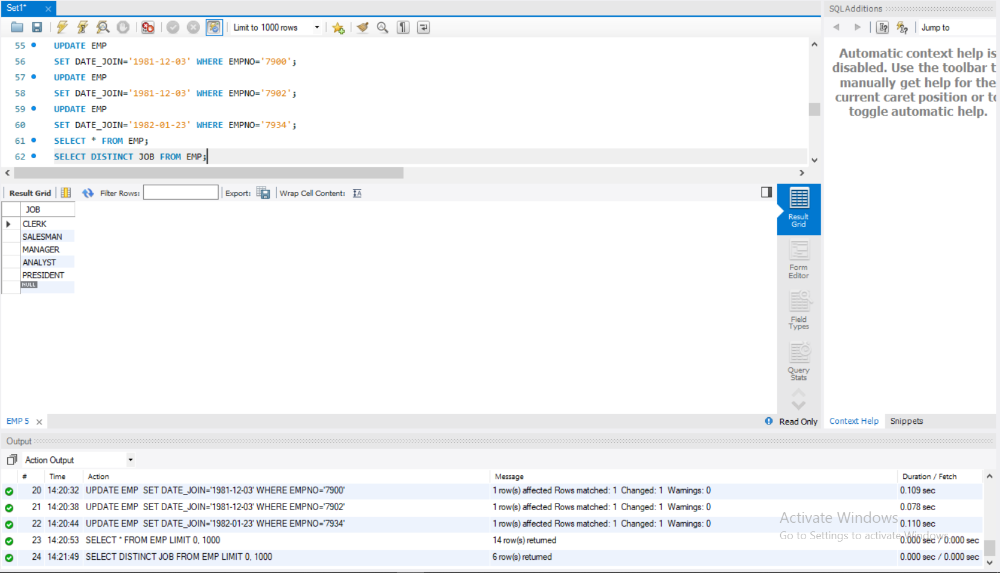 Set1*
SQLAdditions
Limit to 1000 rows
Jump to
55 UPDATE EMP
56 SET DATE_JOIN='1981-12-03' WHERE EMPNO='7900';
57 UPDATE EMP
58 SET DATE_JOIN='1981-12-03' WHERE EMPNO='7902';
59 UPDATE EMP
60 SET DATE_JOIN='1982-01-23' WHERE EMPNO='7934';
61 SELECT * FROM EMP;
62 SELECT DISTINCT JOB FROM EMP;
Automatic context help is
disabled. Use the toolbar t
manually get help for the
current caret position or to
toggle automatic help.
Result Grid Filter Rows: Export: Wrap Cell Content:
JOB
CLERK
SALESMAN
MANAGER
ANALYST
PRESIDENT
NULL
Result
Grid
Form
Editor
Field
Types
Query
Stats
EMP 5
Read Only
Context Help Snippets
Output
Action Output
# Time Action Message Duration / Fetch
20 14:20:32 UPDATE EMP SET DATE_JOIN='1981-12-03' WHERE EMPNO='7900' 1 row(s) affected Rows matched: 1 Changed: 1 Warnings: 0 0.109 sec
21 14:20:38 UPDATE EMP SET DATE_JOIN='1981-12-03' WHERE EMPNO='7902' 1 row(s) affected Rows matched: 1 Changed: 1 Warnings: 0 0.078 sec
22 14:20:44 UPDATE EMP SET DATE_JOIN='1982-01-23' WHERE EMPNO='7934' 1 row(s) affected Rows matched: 1 Changed: 1 Warnings: 0 0.110 sec
23 14:20:53 SELECT * FROM EMP LIMIT 0, 1000 14 row(s) returned 0.000 sec / 0.000 sec
24 14:21:49 SELECT DISTINCT JOB FROM EMP LIMIT 0, 1000 6 row(s) returned 0.000 sec / 0.000 sec
Activate Windows
Go to Settings to activate Windows.